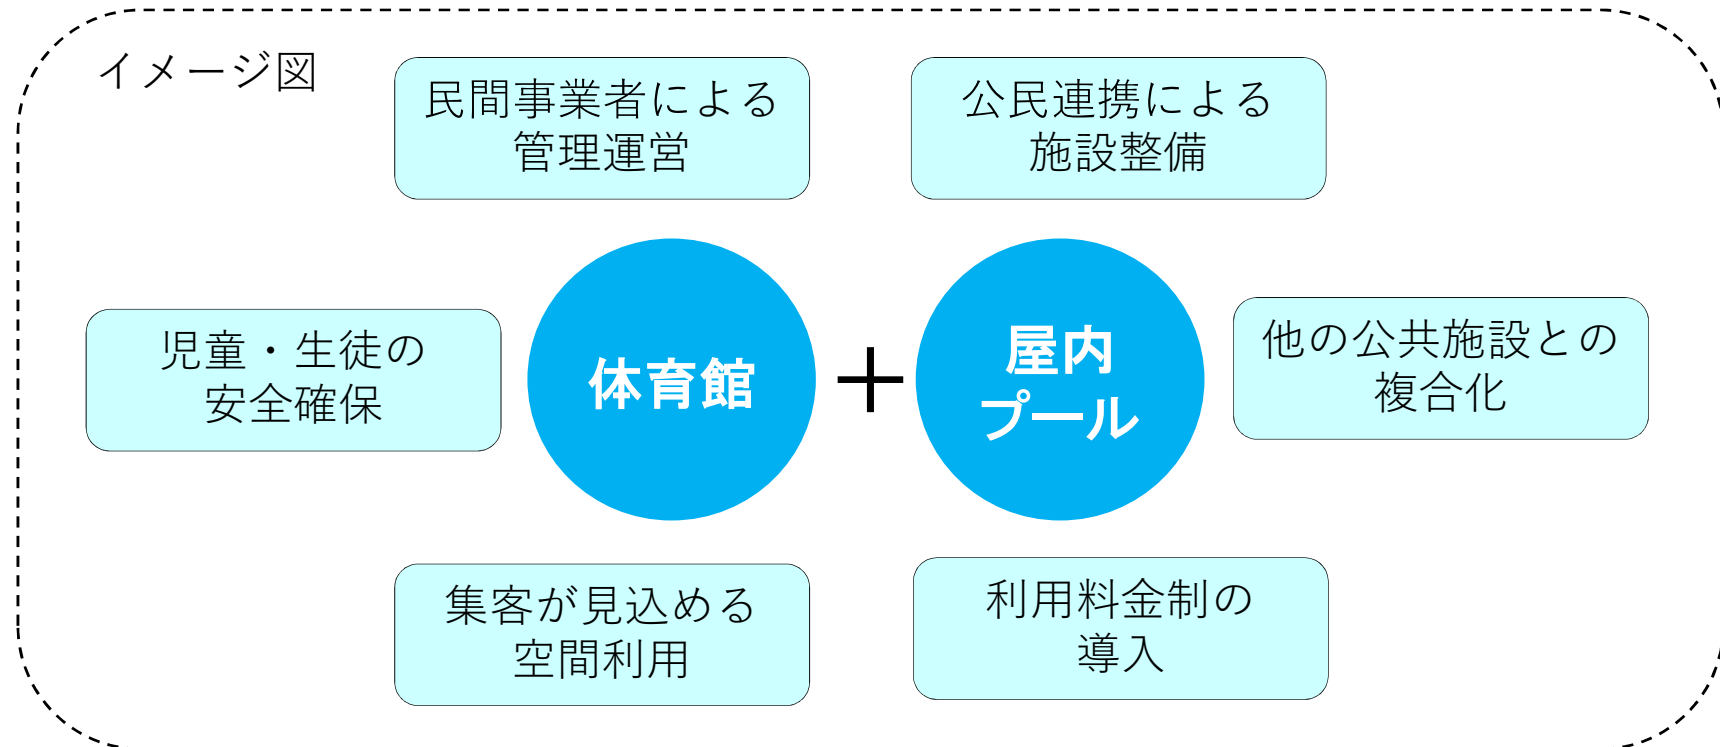 イメージ図
民間事業者による
管理運営
公民連携による
施設整備
児童・生徒の
安全確保
体育館
＋
屋内
プール
他の公共施設との
複合化
集客が見込める
空間利用
利用料金制の
導入